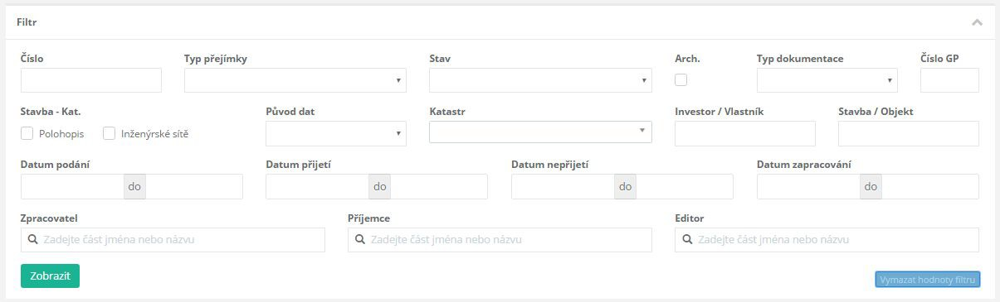 Filtr
Číslo Typ přejímky Stav Arch. Typ dokumentace Číslo GP
Stavba - Kat. Původ dat Katastr Investor / Vlastník Stavba / Objekt
Polohopis Inženýrské sítě
Datum podání Datum přijetí Datum nepřijetí Datum zapracování
do do do do
Zpracovatel Příjemce Editor
Zadejte část jména nebo názvu Zadejte část jména nebo názvu Zadejte část jména nebo názvu
Zobrazit Vymazat hodnoty filtru